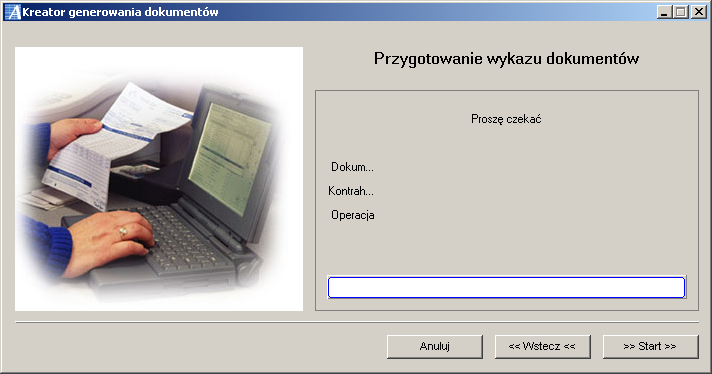 Kreator generowania dokumentów
Przygotowanie wykazu dokumentów
Proszę czekać
Dokum...
Kontrah...
Operacja
Anuluj
<< Wstecz <<
>> Start >>